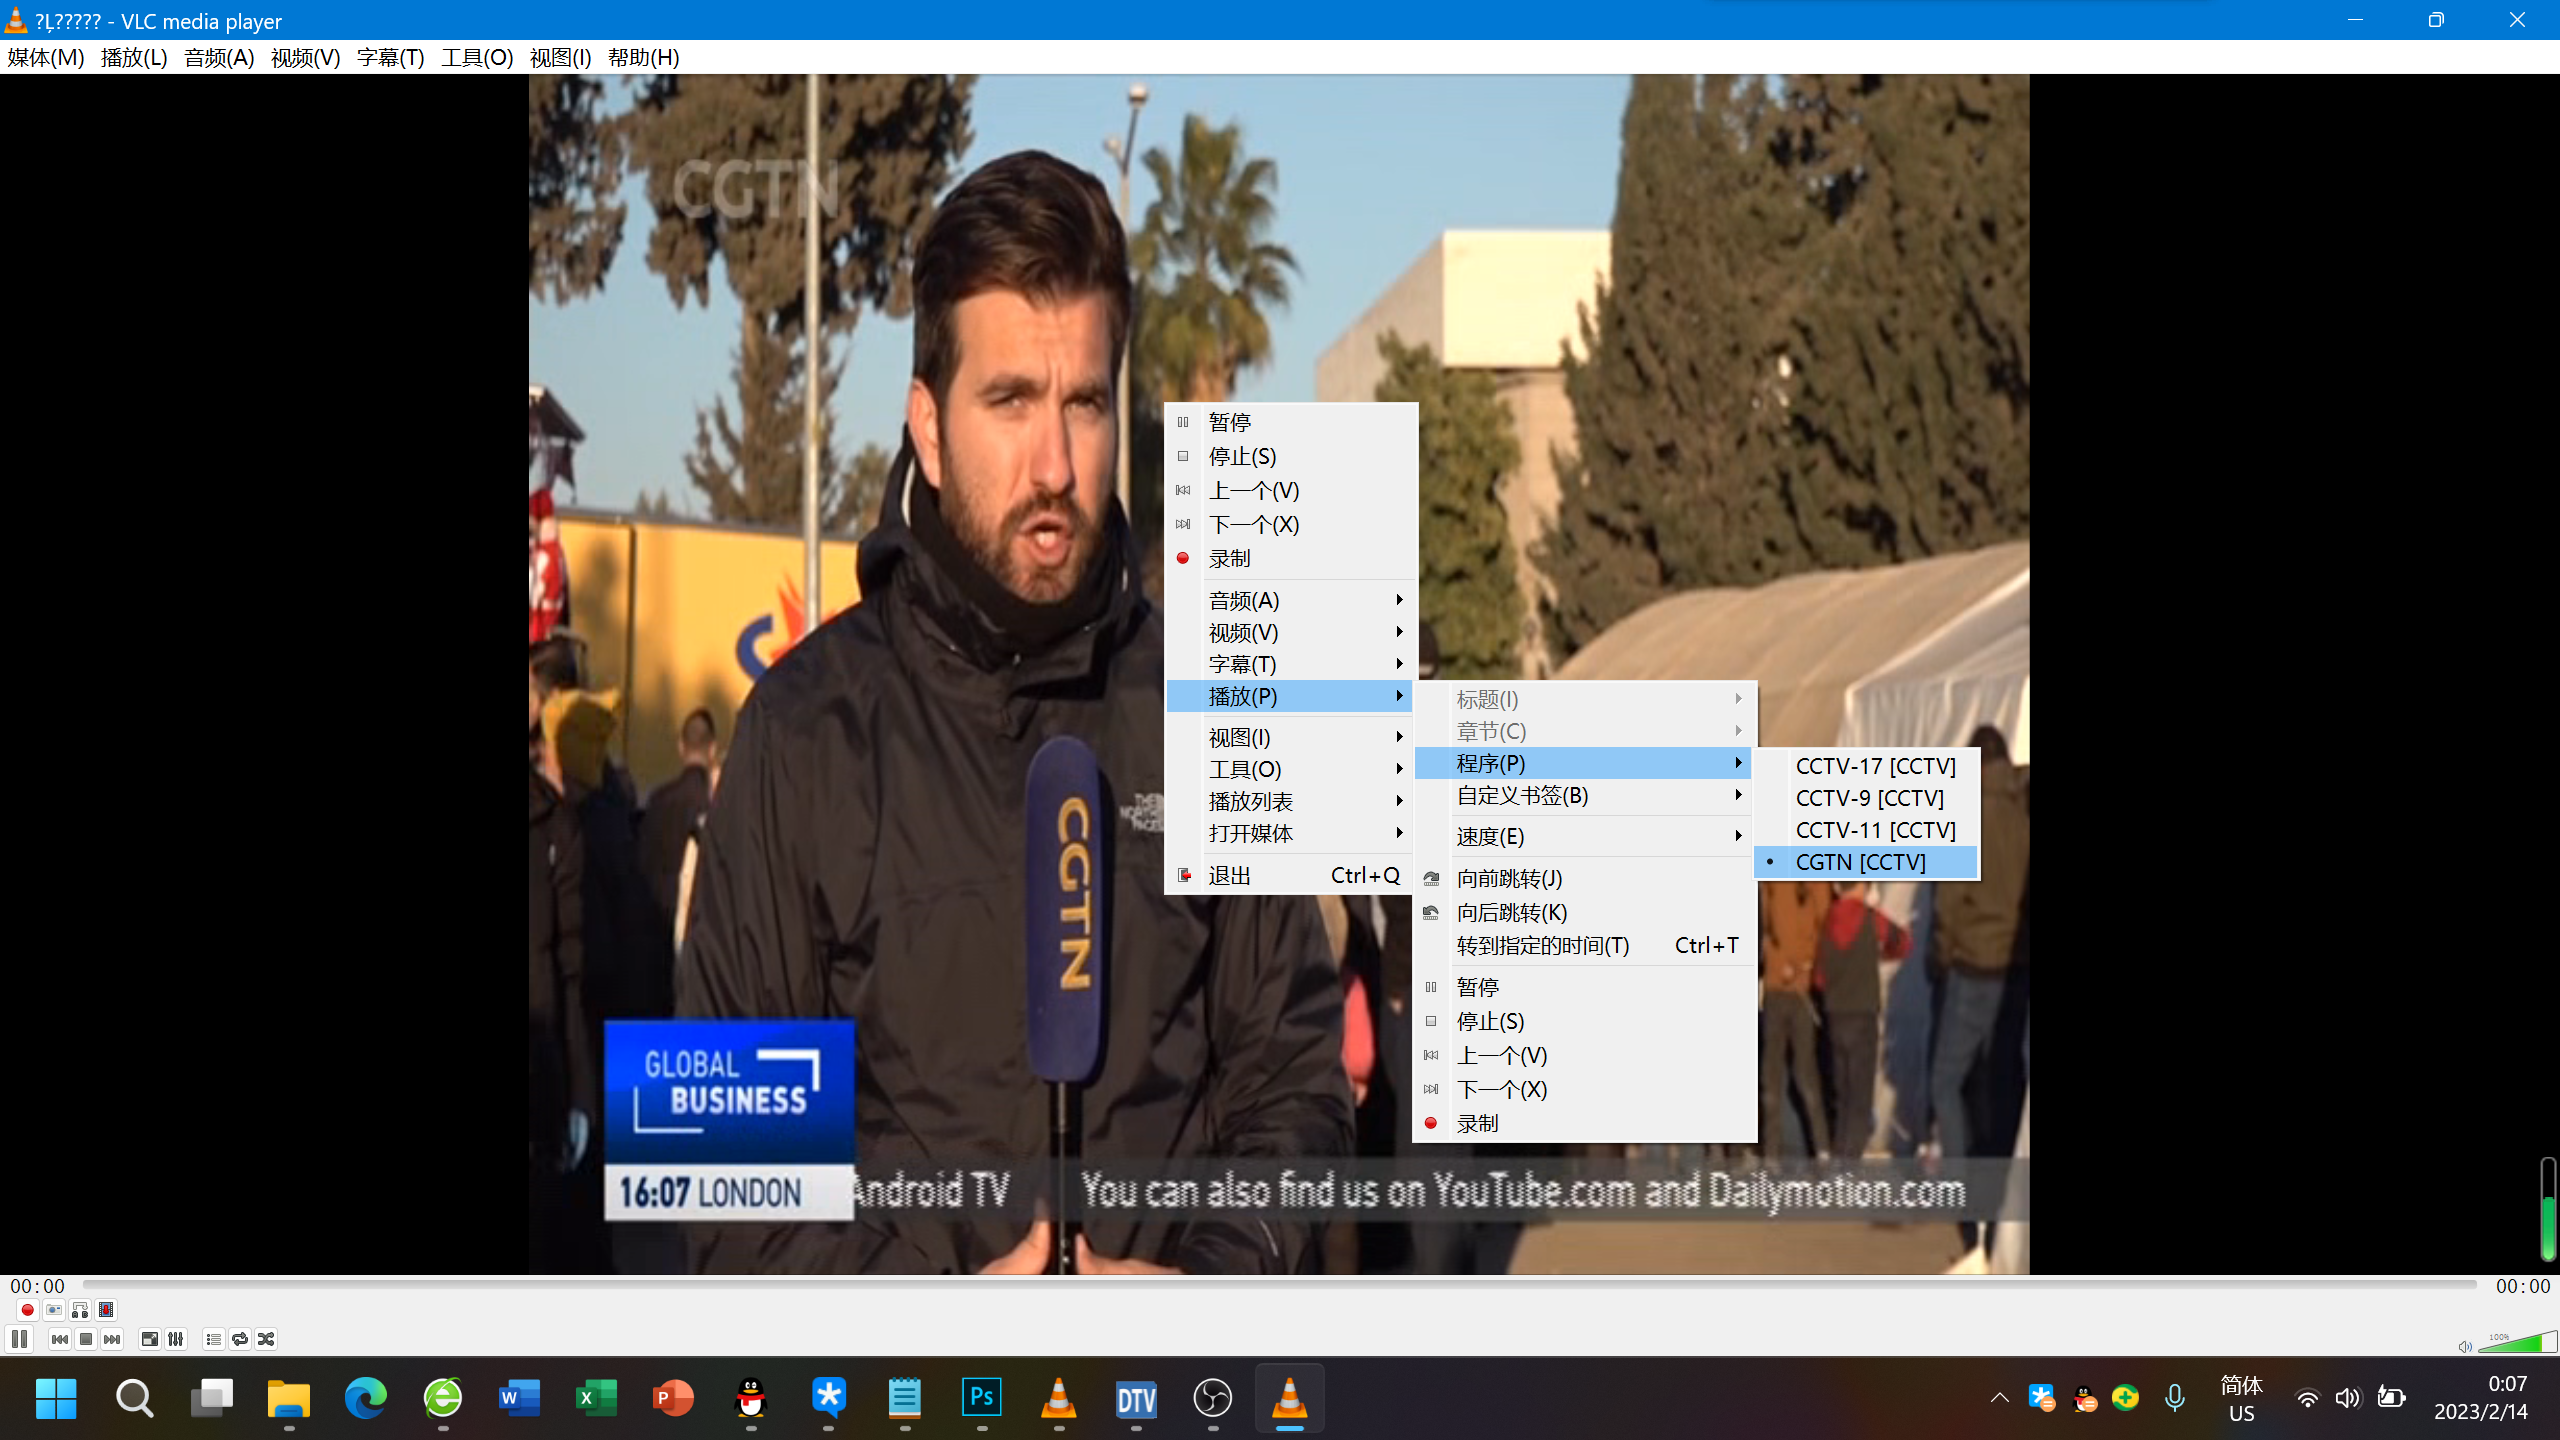 ?Ļ????? - VLC media player
媒体(M) 播放(L) 音频(A) 视频(V) 字幕(T) 工具(O) 视图(I) 帮助(H)
CGTN
暂停
停止(S)
上一个(V)
下一个(X)
录制
音频(A)
视频(V)
字幕(T)
播放(P)
视图(I)
工具(O)
播放列表
打开媒体
退出 Ctrl+Q
标题(I)
章节(C)
程序(P)
自定义书签(B)
速度(E)
向前跳转(J)
向后跳转(K)
转到指定的时间(T) Ctrl+T
暂停
停止(S)
上一个(V)
下一个(X)
录制
CCTV-17 [CCTV]
CCTV-9 [CCTV]
CCTV-11 [CCTV]
CGTN [CCTV]
THE
NORTH
FACE
CGTN
GLOBAL
BUSINESS
16:07 LONDON
Android TV You can also find us on YouTube.com and Dailymotion.com
00:00 00:00
100%
W X P Ps DTV
简体
US
0:07
2023/2/14